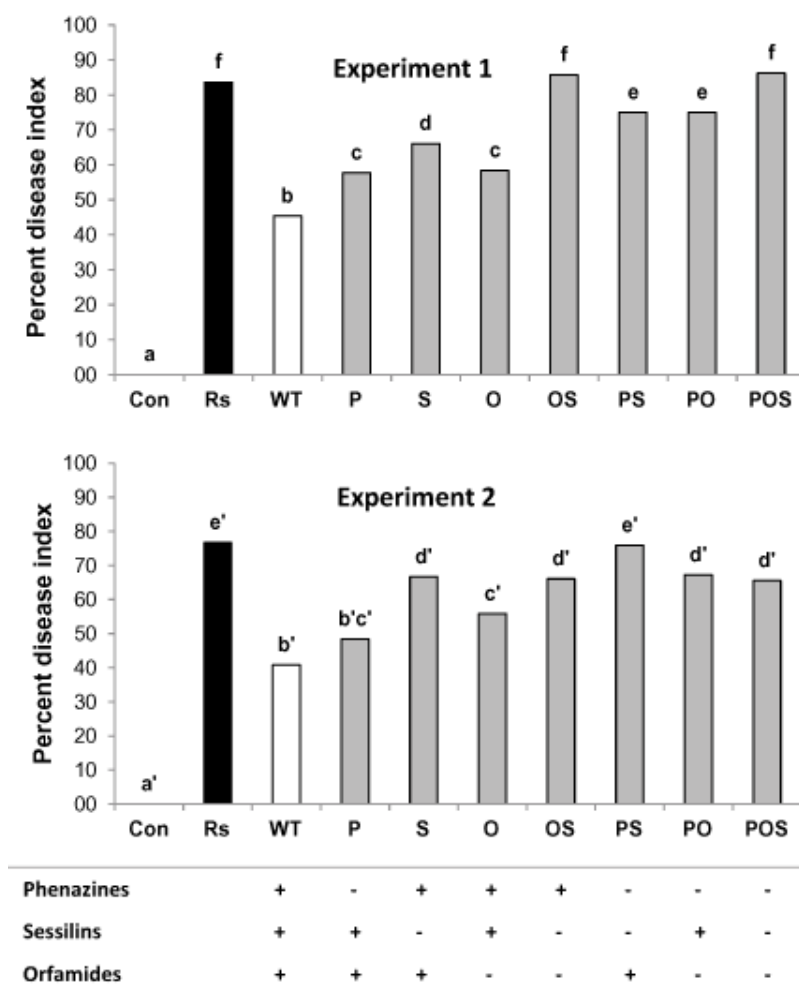 100
90
80
70
60
50
40
30
20
10
00
Percent disease index
Experiment 1
a
f
b
c
d
c
f
e
e
f
Con Rs WT P S O OS PS PO POS
100
90
80
70
60
50
40
30
20
10
00
Percent disease index
Experiment 2
a'
e'
b'
b'c'
d'
c'
d'
e'
d'
d'
Con Rs WT P S O OS PS PO POS
Phenazines + - + + + - - -
Sessilins + + - + - - + -
Orfamides + + + - - + - -